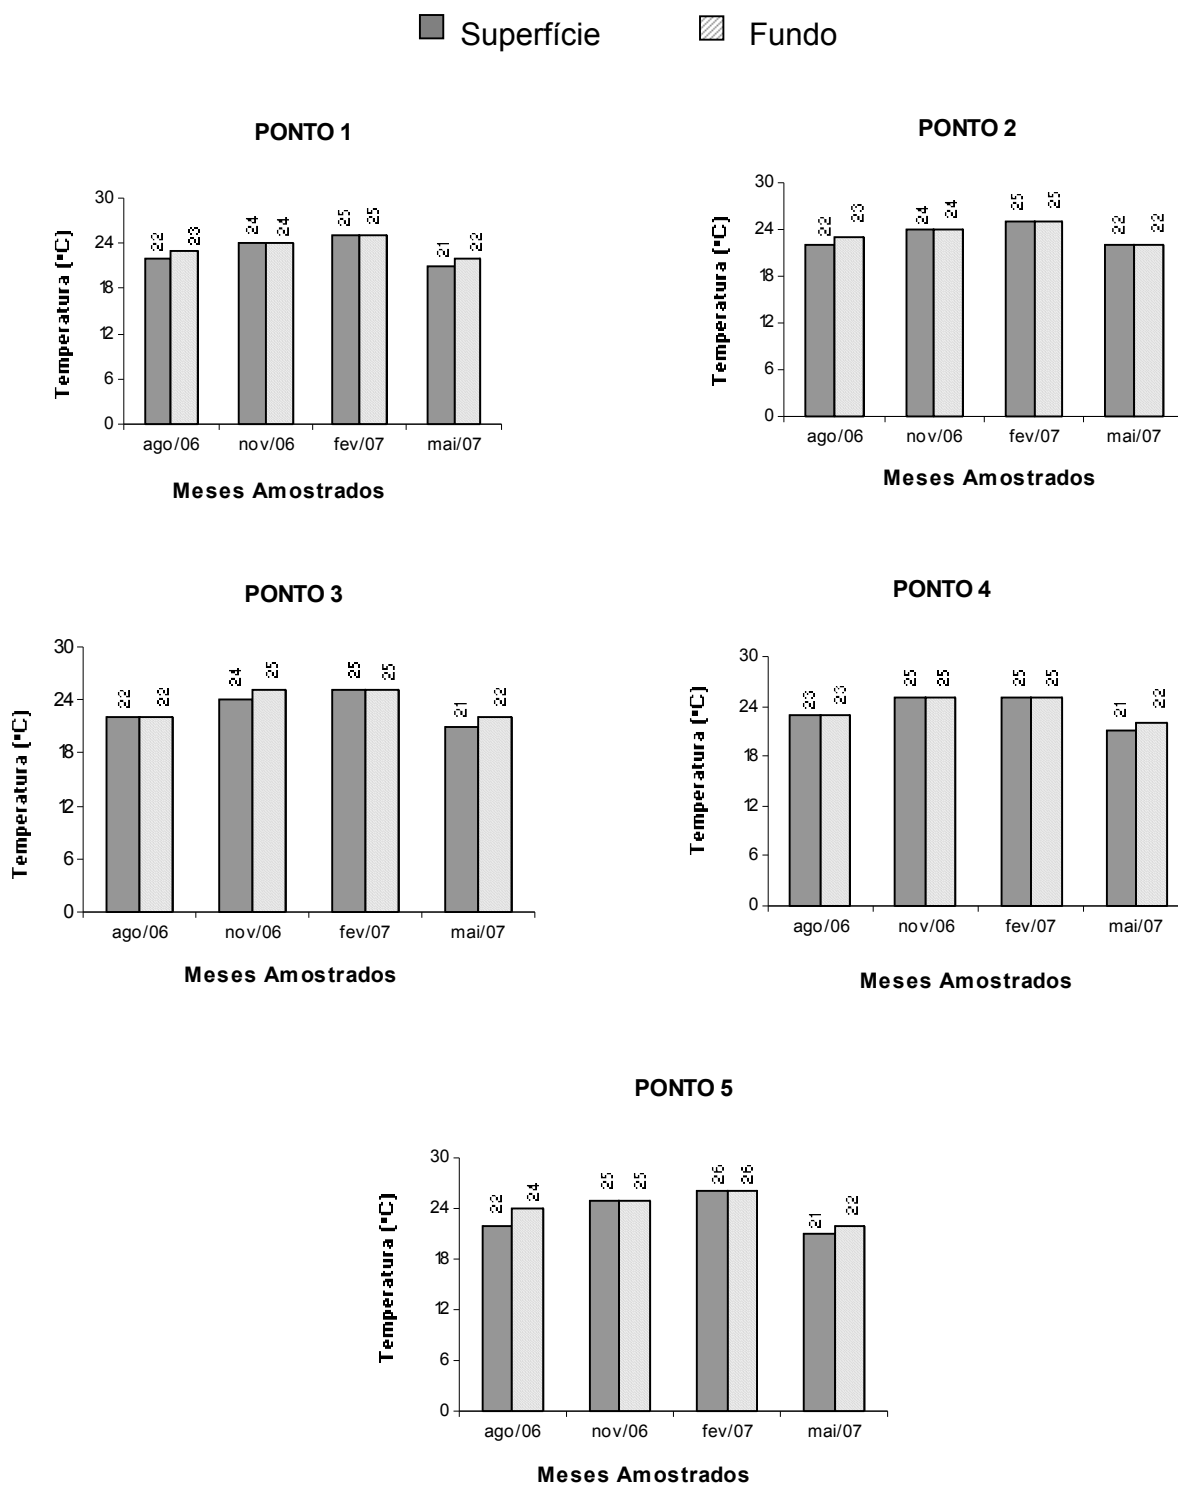 Superfície Fundo
PONTO 1
Temperatura (°C)
30
24
18
12
6
0
22 23 24 24 25 25 21 22
ago/06 nov/06 fev/07 mai/07
Meses Amostrados
PONTO 2
Temperatura (°C)
30
24
18
12
6
0
22 23 24 24 25 25 22 22
ago/06 nov/06 fev/07 mai/07
Meses Amostrados
PONTO 3
Temperatura (°C)
30
24
18
12
6
0
22 22 24 25 25 25 21 22
ago/06 nov/06 fev/07 mai/07
Meses Amostrados
PONTO 4
Temperatura (°C)
30
24
18
12
6
0
23 23 25 25 25 25 21 22
ago/06 nov/06 fev/07 mai/07
Meses Amostrados
PONTO 5
Temperatura (°C)
30
24
18
12
6
0
22 24 25 25 26 26 21 22
ago/06 nov/06 fev/07 mai/07
Meses Amostrados